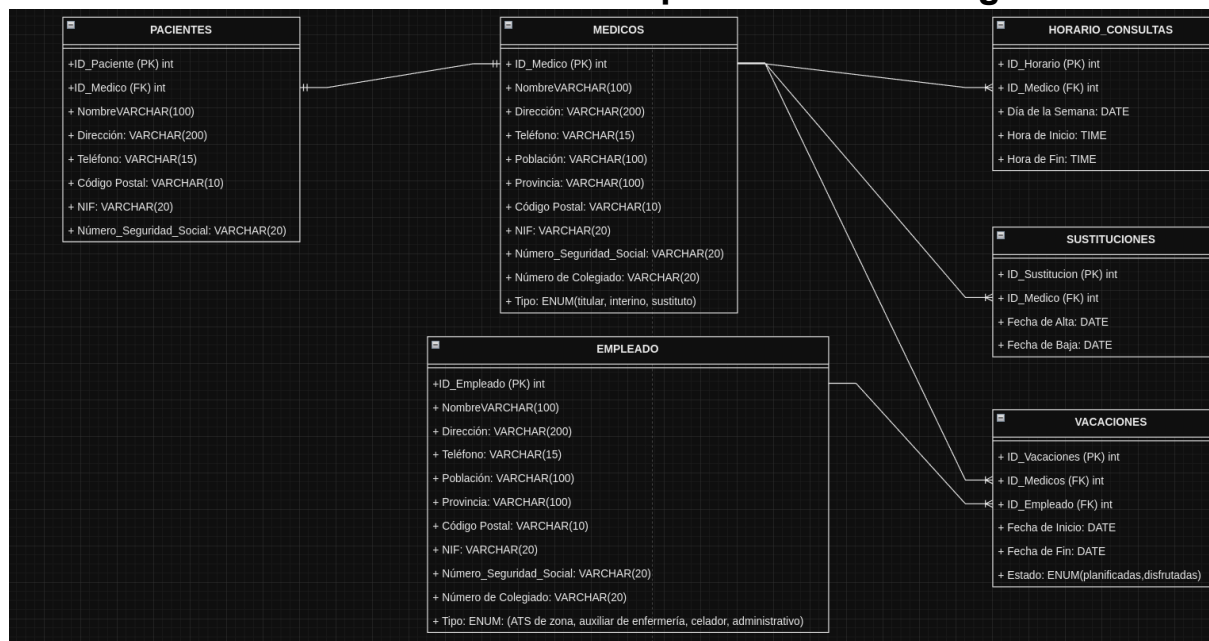 PACIENTES
+ID_Paciente (PK) int
+ID_Medico (FK) int
+ NombreVARCHAR(100)
+ Dirección: VARCHAR(200)
+ Teléfono: VARCHAR(15)
+ Código Postal: VARCHAR(10)
+ NIF: VARCHAR(20)
+ Número_Seguridad_Social: VARCHAR(20)
MEDICOS
+ ID_Medico (PK) int
+ NombreVARCHAR(100)
+ Dirección: VARCHAR(200)
+ Teléfono: VARCHAR(15)
+ Población: VARCHAR(100)
+ Provincia: VARCHAR(100)
+ Código Postal: VARCHAR(10)
+ NIF: VARCHAR(20)
+ Número_Seguridad_Social: VARCHAR(20)
+ Número de Colegiado: VARCHAR(20)
+ Tipo: ENUM(titular, interino, sustituto)
HORARIO_CONSULTAS
+ ID_Horario (PK) int
+ ID_Medico (FK) int
+ Día de la Semana: DATE
+ Hora de Inicio: TIME
+ Hora de Fin: TIME
SUSTITUCIONES
+ ID_Sustitucion (PK) int
+ ID_Medico (FK) int
+ Fecha de Alta: DATE
+ Fecha de Baja: DATE
EMPLEADO
+ID_Empleado (PK) int
+ NombreVARCHAR(100)
+ Dirección: VARCHAR(200)
+ Teléfono: VARCHAR(15)
+ Población: VARCHAR(100)
+ Provincia: VARCHAR(100)
+ Código Postal: VARCHAR(10)
+ NIF: VARCHAR(20)
+ Número_Seguridad_Social: VARCHAR(20)
+ Número de Colegiado: VARCHAR(20)
+ Tipo: ENUM: (ATS de zona, auxiliar de enfermería, celador, administrativo)
VACACIONES
+ ID_Vacaciones (PK) int
+ ID_Medicos (FK) int
+ ID_Empleado (FK) int
+ Fecha de Inicio: DATE
+ Fecha de Fin: DATE
+ Estado: ENUM(planificadas,disfrutadas)